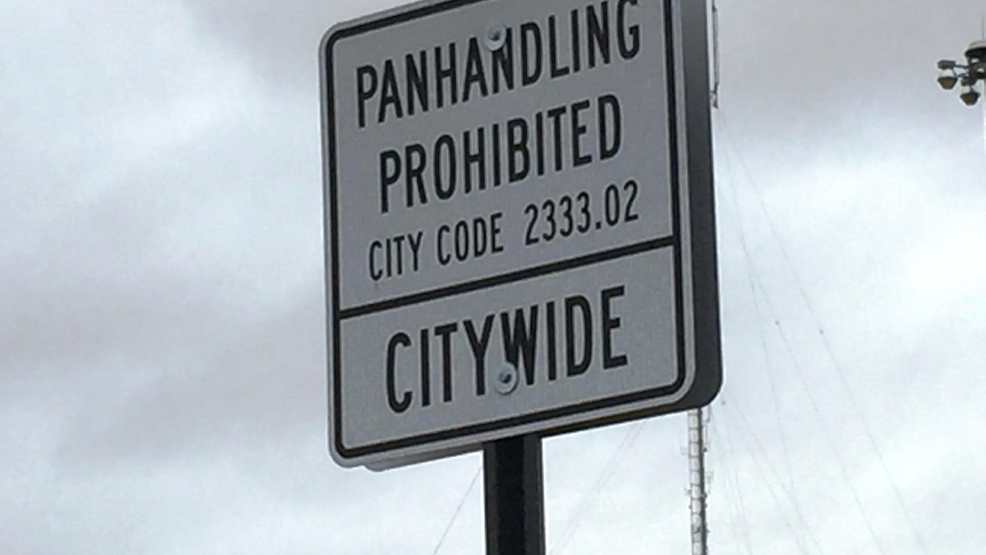 PANHANDLING
PROHIBITED
CITY CODE 2333.02
CITYWIDE